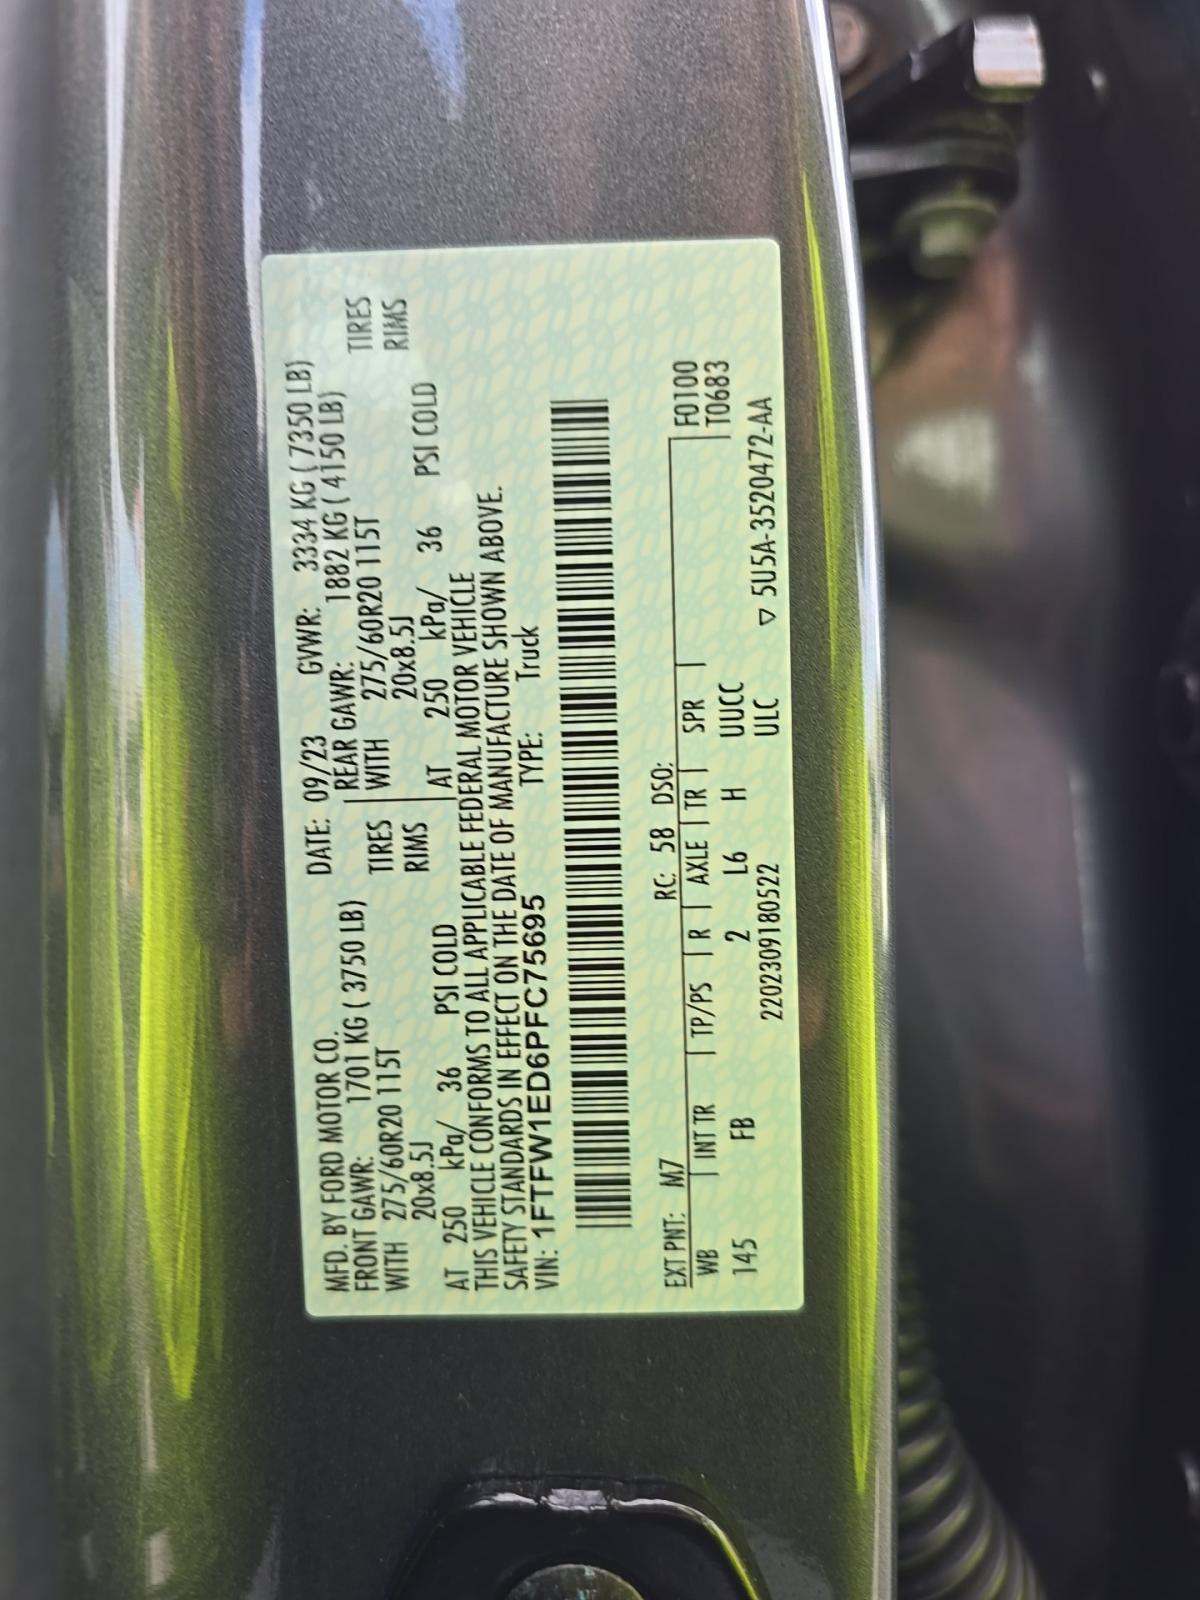 MFD. BY FORD MOTOR CO. DATE: 09/23 GVWR: 3334 KG ( 7350 LB)
FRONT GAWR: 1701 KG ( 3750 LB) REAR GAWR: 1882 KG ( 4150 LB)
WITH 275/60R20 115T TIRES WITH 275/60R20 115T TIRES
20x8.5J RIMS 20x8.5J RIMS
AT 250 kPa/ 36 PSI COLD AT 250 kPa/ 36 PSI COLD
THIS VEHICLE CONFORMS TO ALL APPLICABLE FEDERAL MOTOR VEHICLE
SAFETY STANDARDS IN EFFECT ON THE DATE OF MANUFACTURE SHOWN ABOVE.
VIN: 1FTFW1ED6PFC75695 TYPE: Truck
EXT PNT: M7 RC: 58 DSO: F0100
WB INT TR TP/PS R AXLE TR SPR T0683
145 FB 2 L6 H UUCC
2202309180522 ULC ▽ 5U5A-3520472-AA